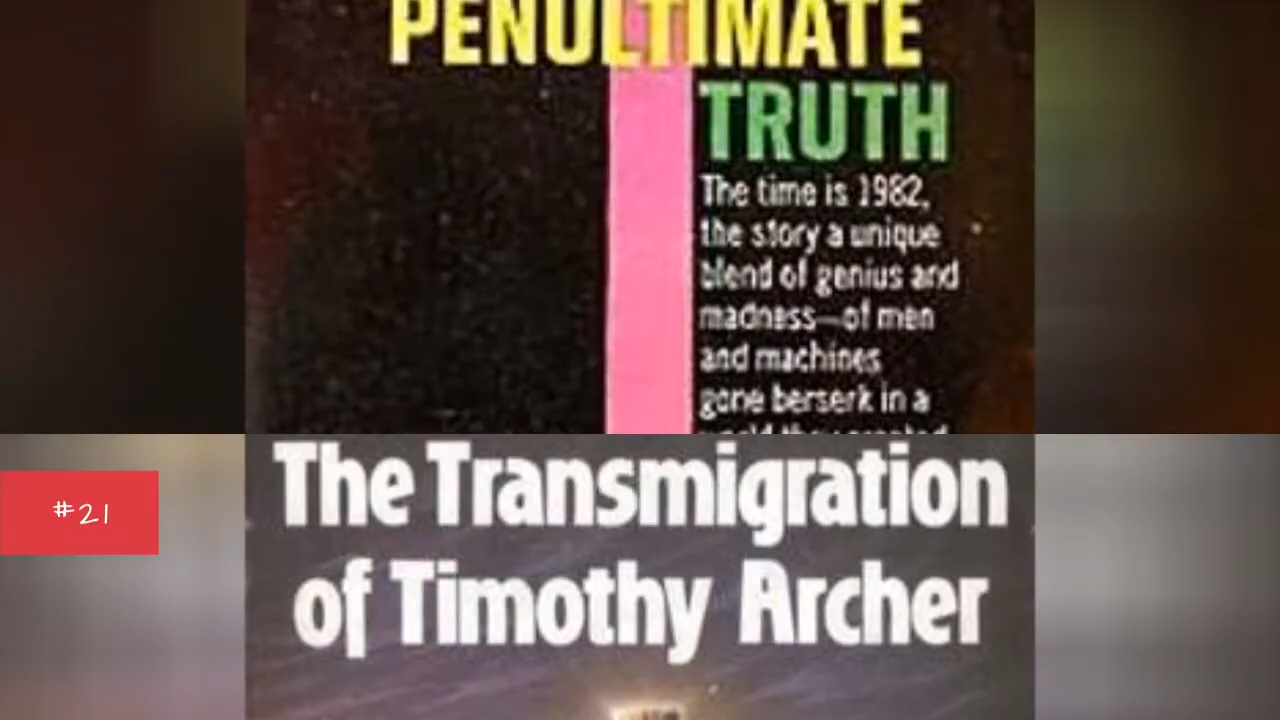 PENULTIMATE
TRUTH
The time is 1982,
the story a unique
blend of genius and
madness—of men
and machines
gone berserk in a
#21
The Transmigration
of Timothy Archer